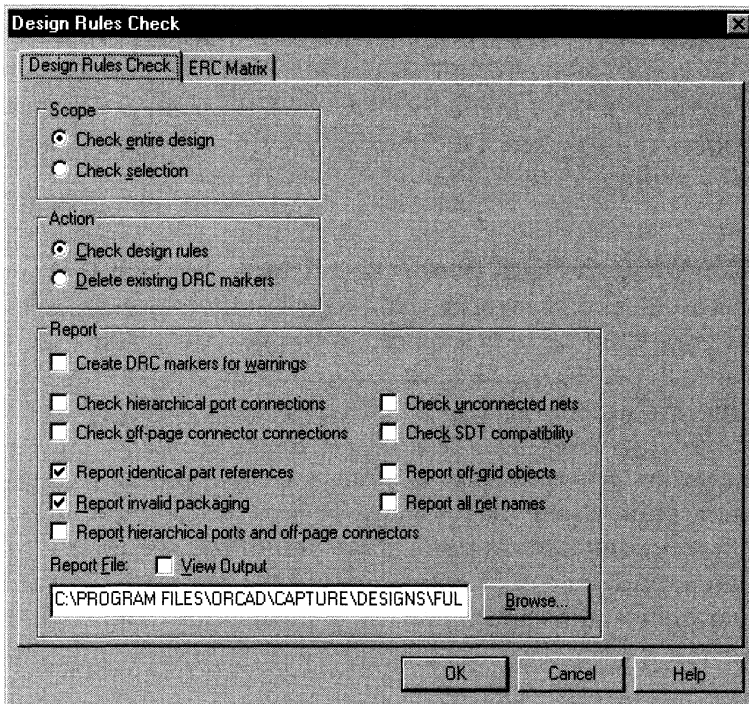 Design Rules Check
Design Rules Check ERC Matrix
Scope
Check entire design
Check selection
Action
Check design rules
Delete existing DRC markers
Report
Create DRC markers for warnings
Check hierarchical port connections
Check unconnected nets
Check off-page connector connections
Check SDT compatibility
Report identical part references
Report off-grid objects
Report invalid packaging
Report all net names
Report hierarchical ports and off-page connectors
Report File: View Output
C:\PROGRAM FILES\ORCAD\CAPTURE\DESIGNS\FUL
Browse...
OK Cancel Help